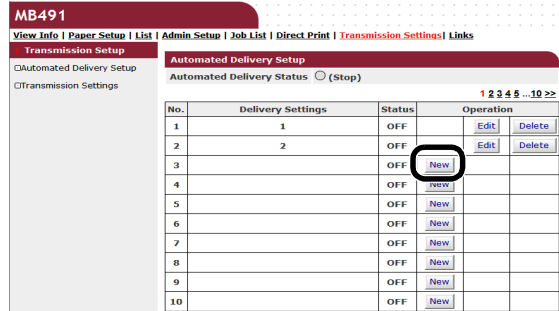 MB491
View Info | Paper Setup | List | Admin Setup | Job List | Direct Print | Transmission Settings| Links
Transmission Setup
Automated Delivery Setup
Transmission Settings
Automated Delivery Setup
Automated Delivery Status (Stop)
1 2 3 4 5 ...10 >>
No. Delivery Settings Status Operation
1 1 OFF Edit Delete
2 2 OFF Edit Delete
3 OFF New
4 OFF New
5 OFF New
6 OFF New
7 OFF New
8 OFF New
9 OFF New
10 OFF New